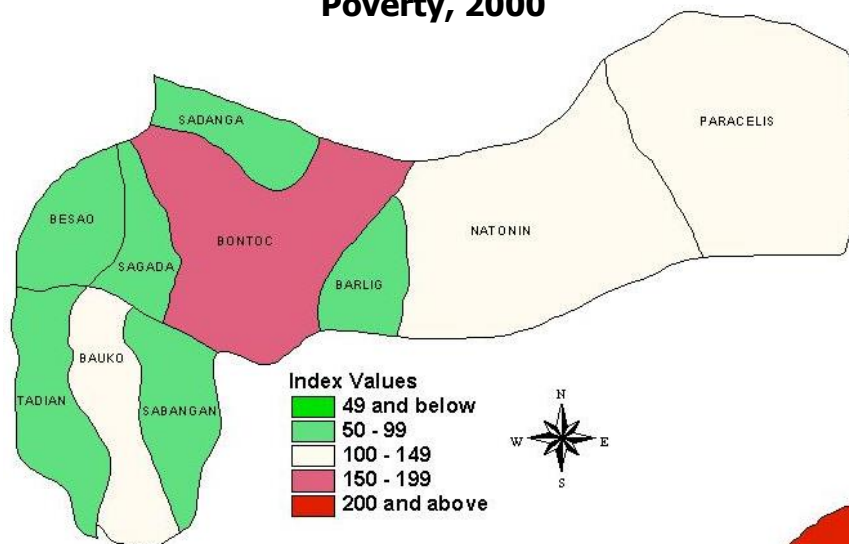 Poverty, 2000
SADANGA
PARACELIS
BESAO
BONTOC
NATONIN
SAGADA
BARLIG
BAUKO
TADIAN
SABANGAN
Index Values
49 and below
50 - 99
100 - 149
150 - 199
200 and above
N
W E
S